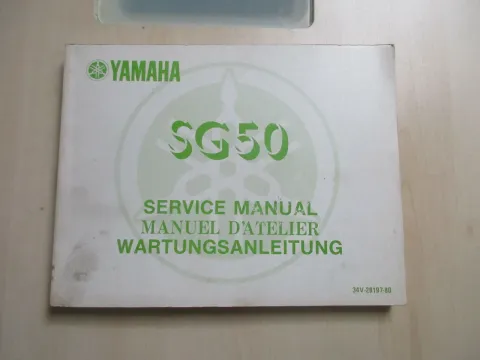 YAMAHA
SG50
SERVICE MANUAL
MANUEL D'ATELIER
WARTUNGSANLEITUNG